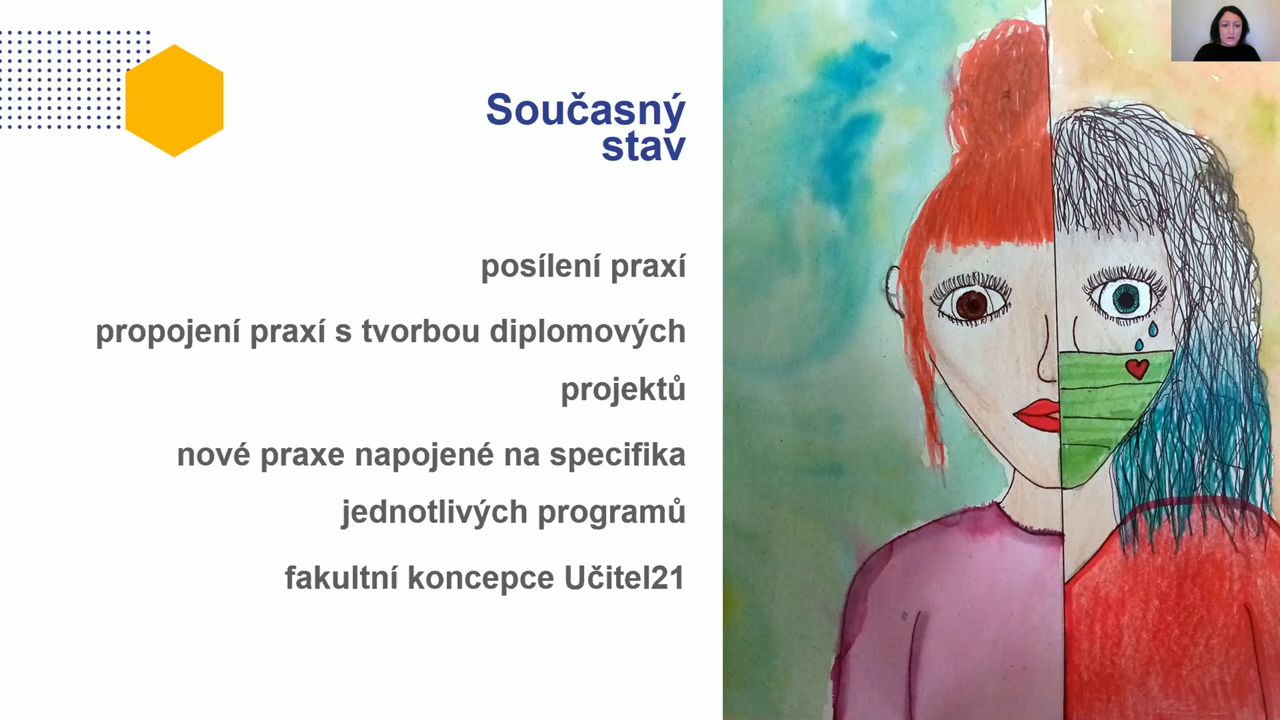 Současný
stav
posílení praxí
propojení praxí s tvorbou diplomových
projektů
nové praxe napojené na specifika
jednotlivých programů
fakultní koncepce Učitel21